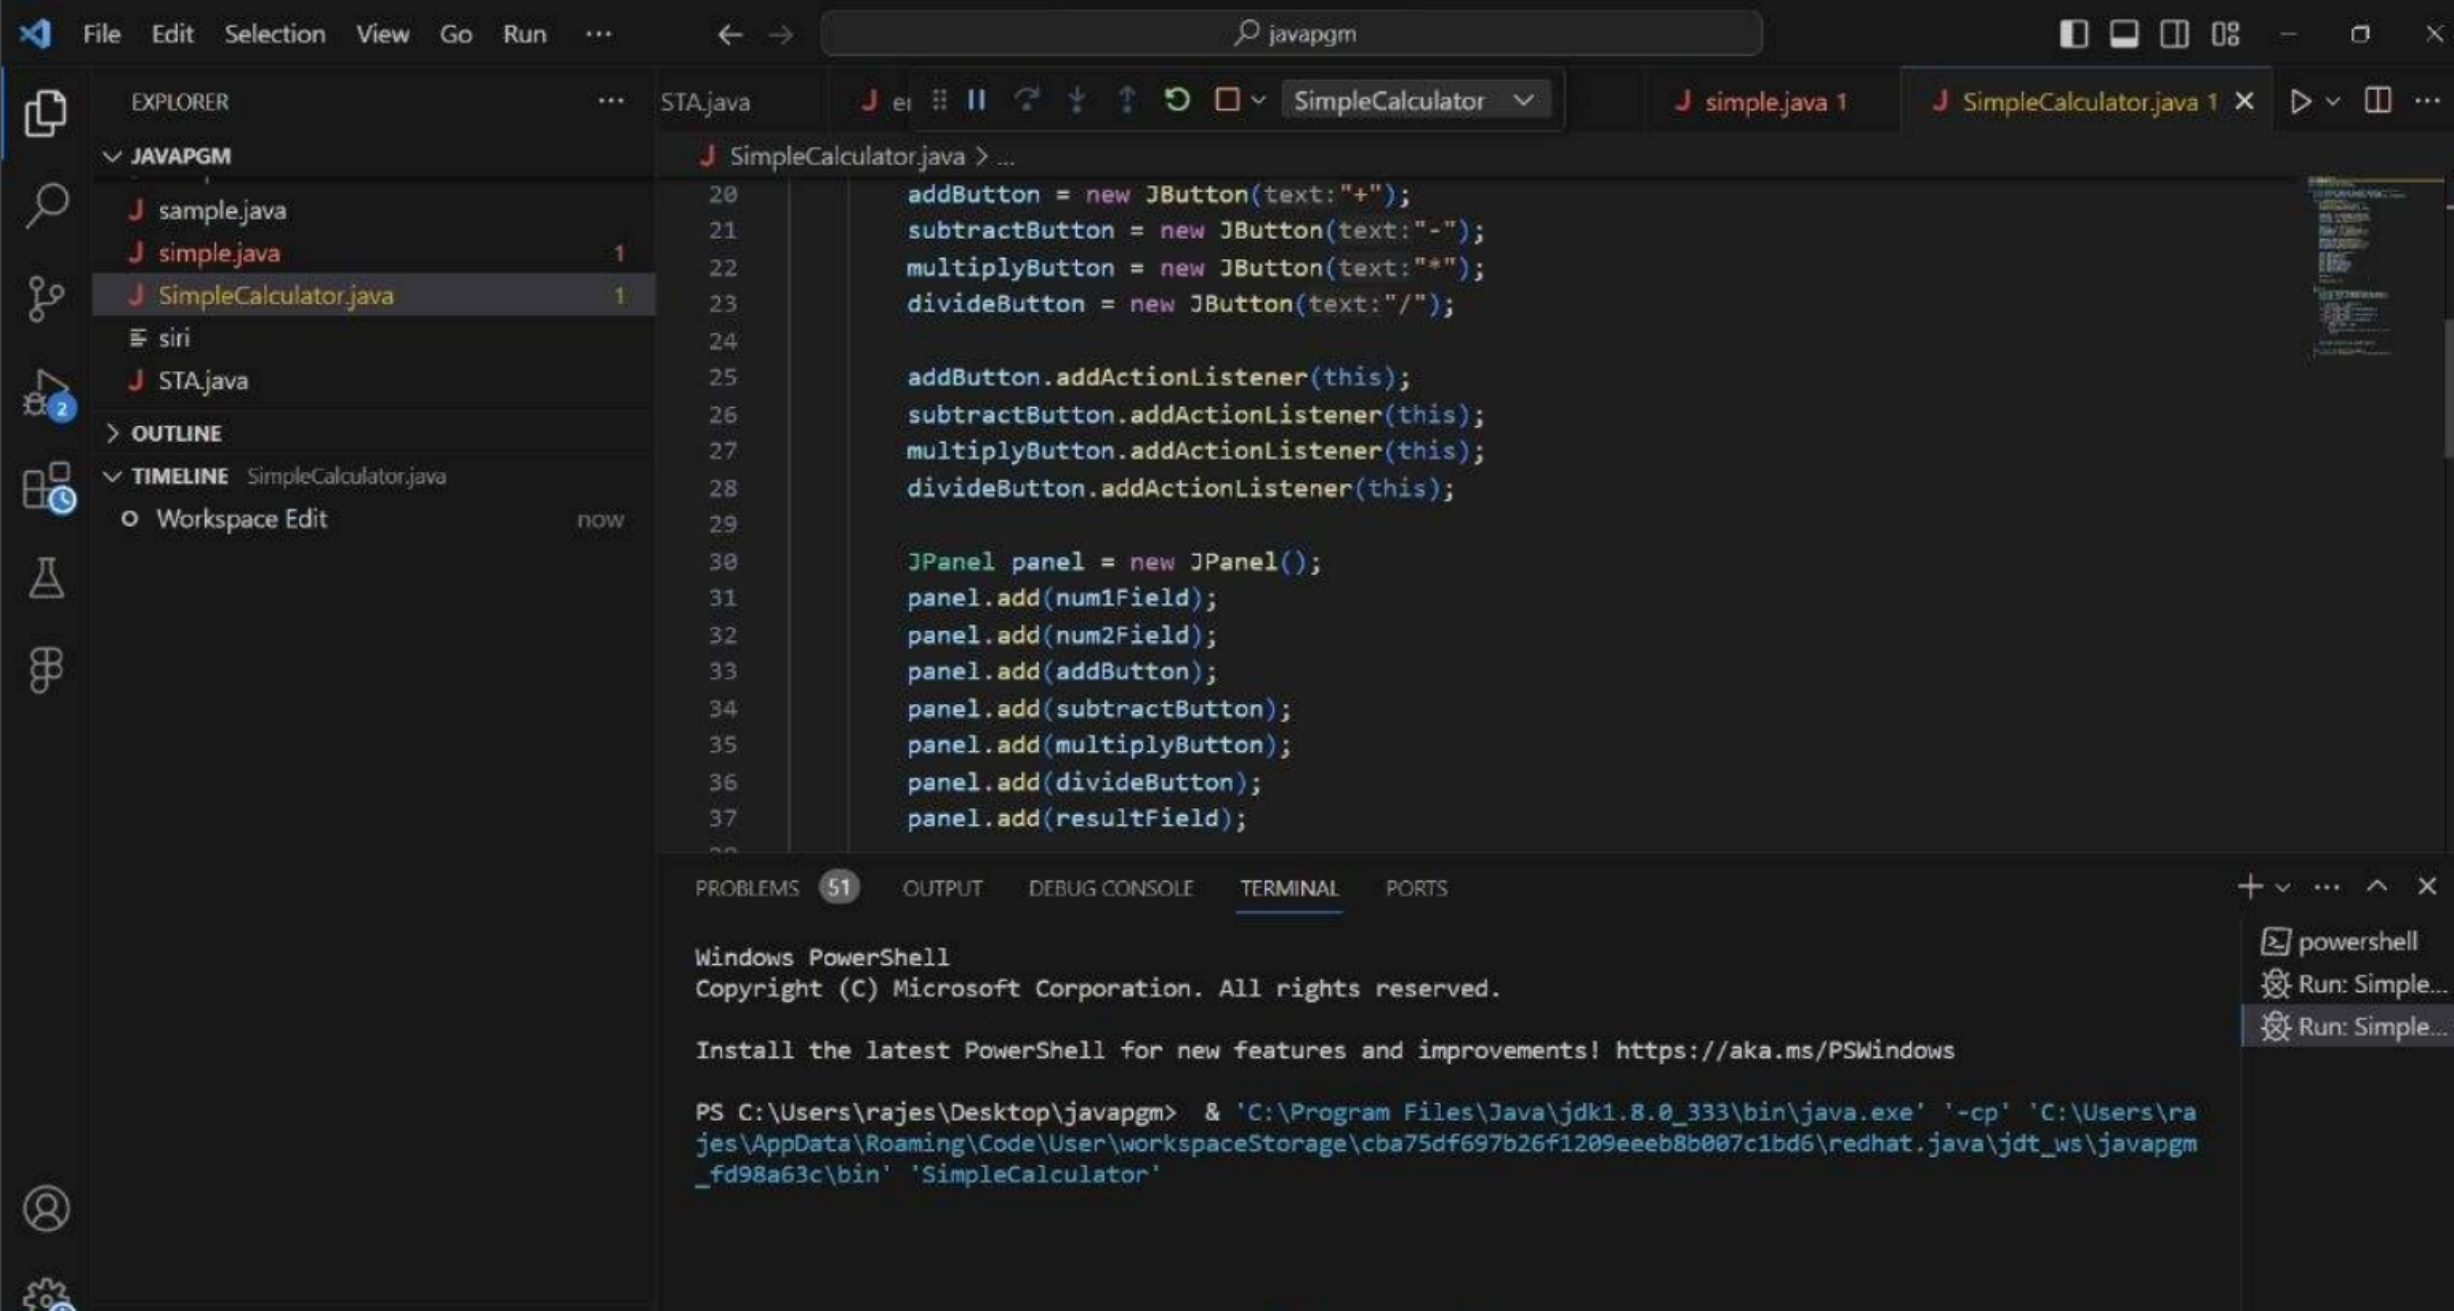 File Edit Selection View Go Run ...
javapgm
EXPLORER ...
STA.java
SimpleCalculator
simple.java 1
SimpleCalculator.java 1
JAVAPGM
SimpleCalculator.java > ...
sample.java
simple.java 1
SimpleCalculator.java 1
siri
STA.java
OUTLINE
TIMELINE SimpleCalculator.java
Workspace Edit now
2
20 addButton = new JButton(text:"+");
21 subtractButton = new JButton(text:"-");
22 multiplyButton = new JButton(text:"*");
23 divideButton = new JButton(text:"/");
24
25 addButton.addActionListener(this);
26 subtractButton.addActionListener(this);
27 multiplyButton.addActionListener(this);
28 divideButton.addActionListener(this);
29
30 JPanel panel = new JPanel();
31 panel.add(num1Field);
32 panel.add(num2Field);
33 panel.add(addButton);
34 panel.add(subtractButton);
35 panel.add(multiplyButton);
36 panel.add(divideButton);
37 panel.add(resultField);
PROBLEMS 51 OUTPUT DEBUG CONSOLE TERMINAL PORTS
Windows PowerShell
Copyright (C) Microsoft Corporation. All rights reserved.
Install the latest PowerShell for new features and improvements! https://aka.ms/PSWindows
PS C:\Users\rajes\Desktop\javapgm> & 'C:\Program Files\Java\jdk1.8.0_333\bin\java.exe' '-cp' 'C:\Users\ra
jes\AppData\Roaming\Code\User\workspaceStorage\cba75df697b26f1209eeeb8b007c1bd6\redhat.java\jdt_ws\javapgm
_fd98a63c\bin' 'SimpleCalculator'
powershell
Run: Simple...
Run: Simple...